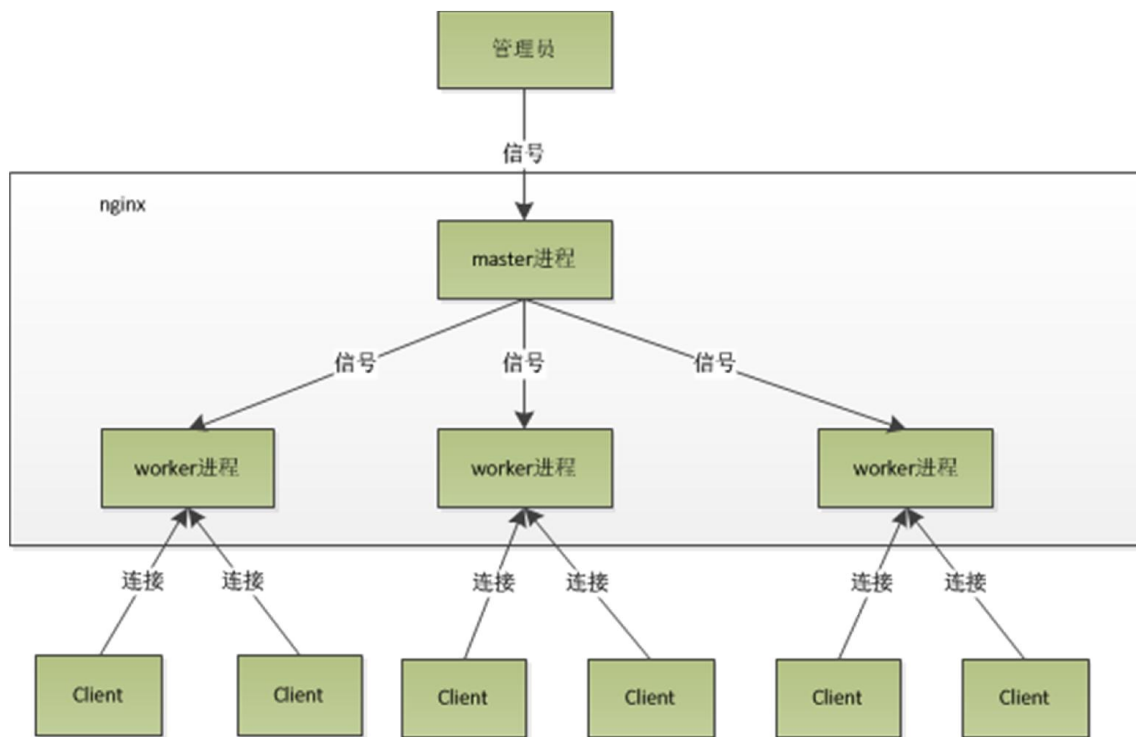 管理员
信号
nginx
master进程
信号
信号
信号
worker进程
worker进程
worker进程
连接
连接
连接
连接
连接
连接
Client
Client
Client
Client
Client
Client